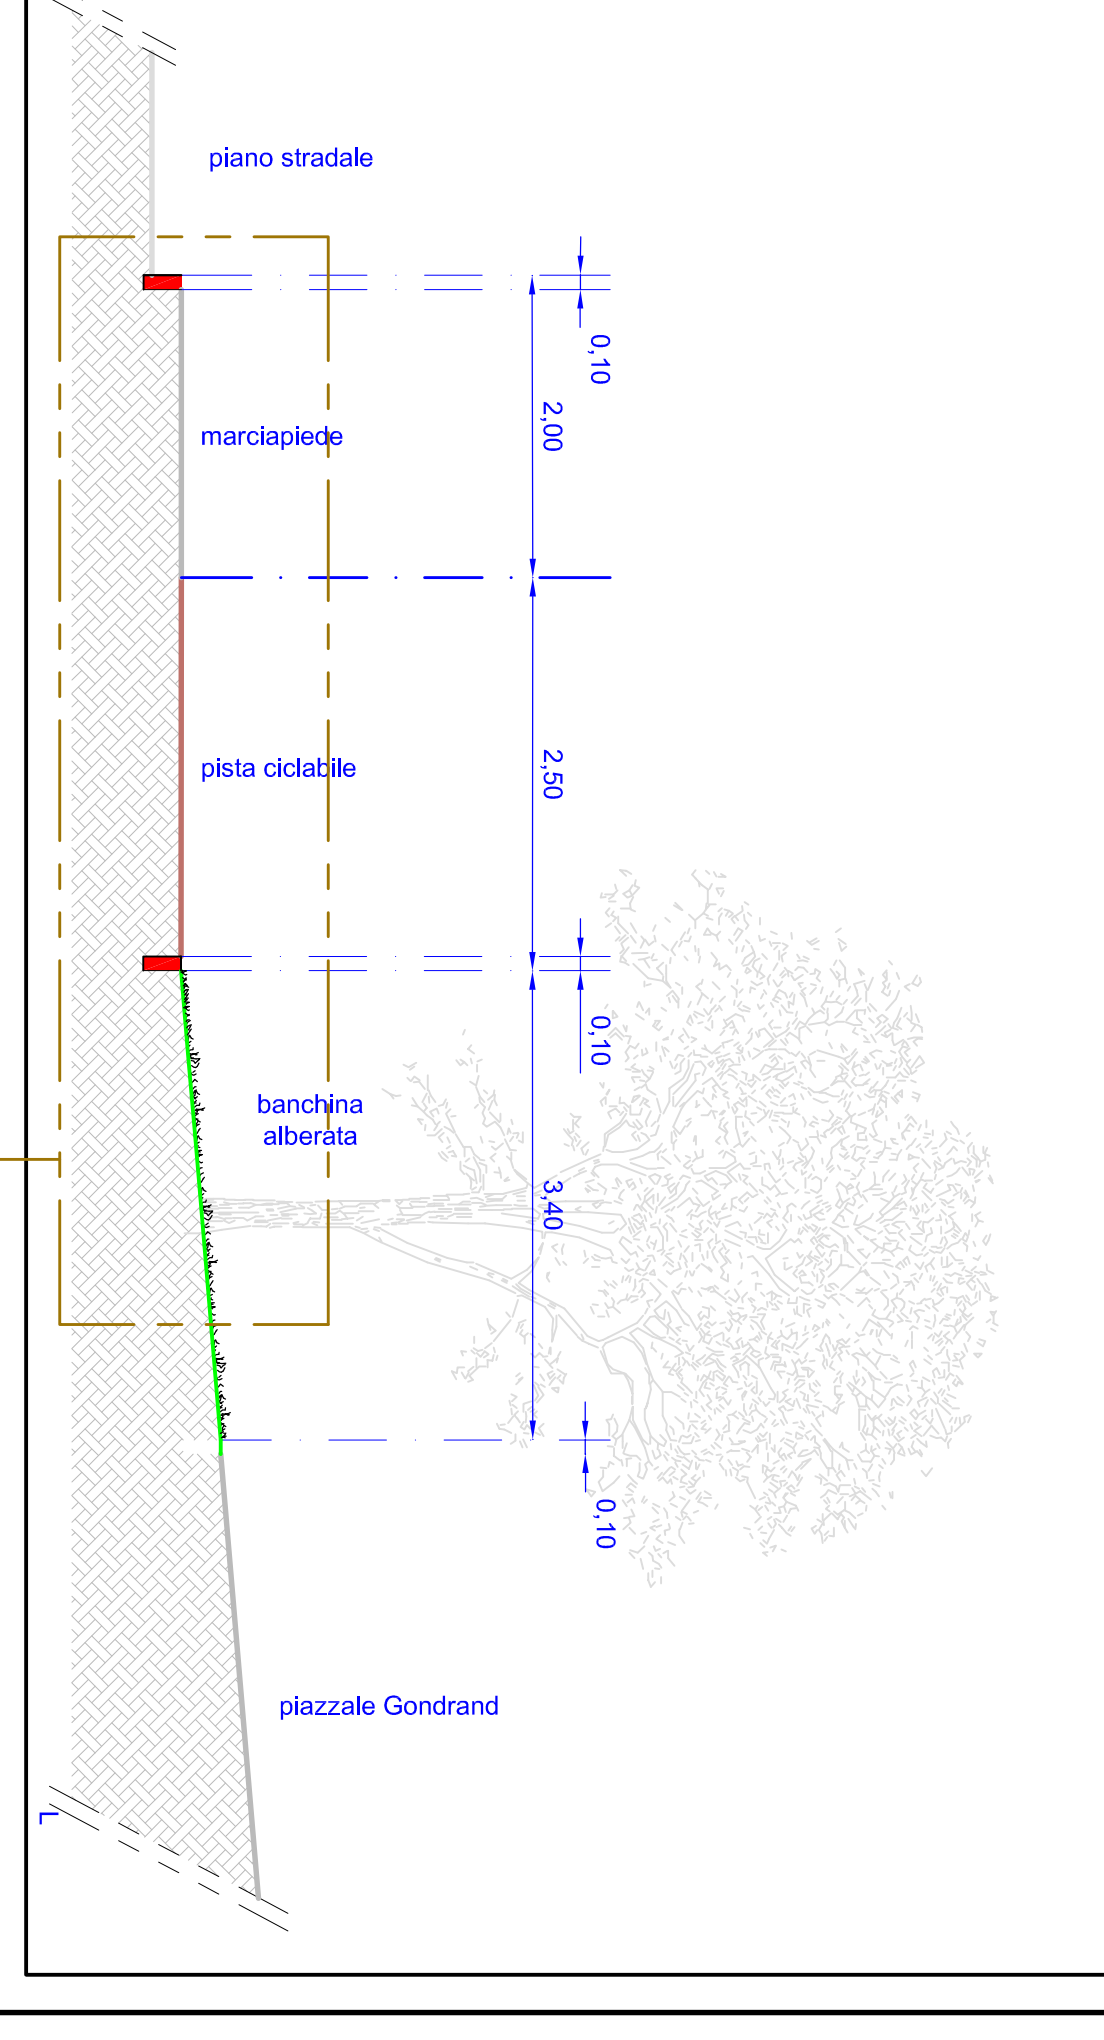 piano stradale
0,10
2,00
marciapiede
2,50
pista ciclabile
0,10
banchina
alberata
3,40
0,10
piazzale Gondrand
L